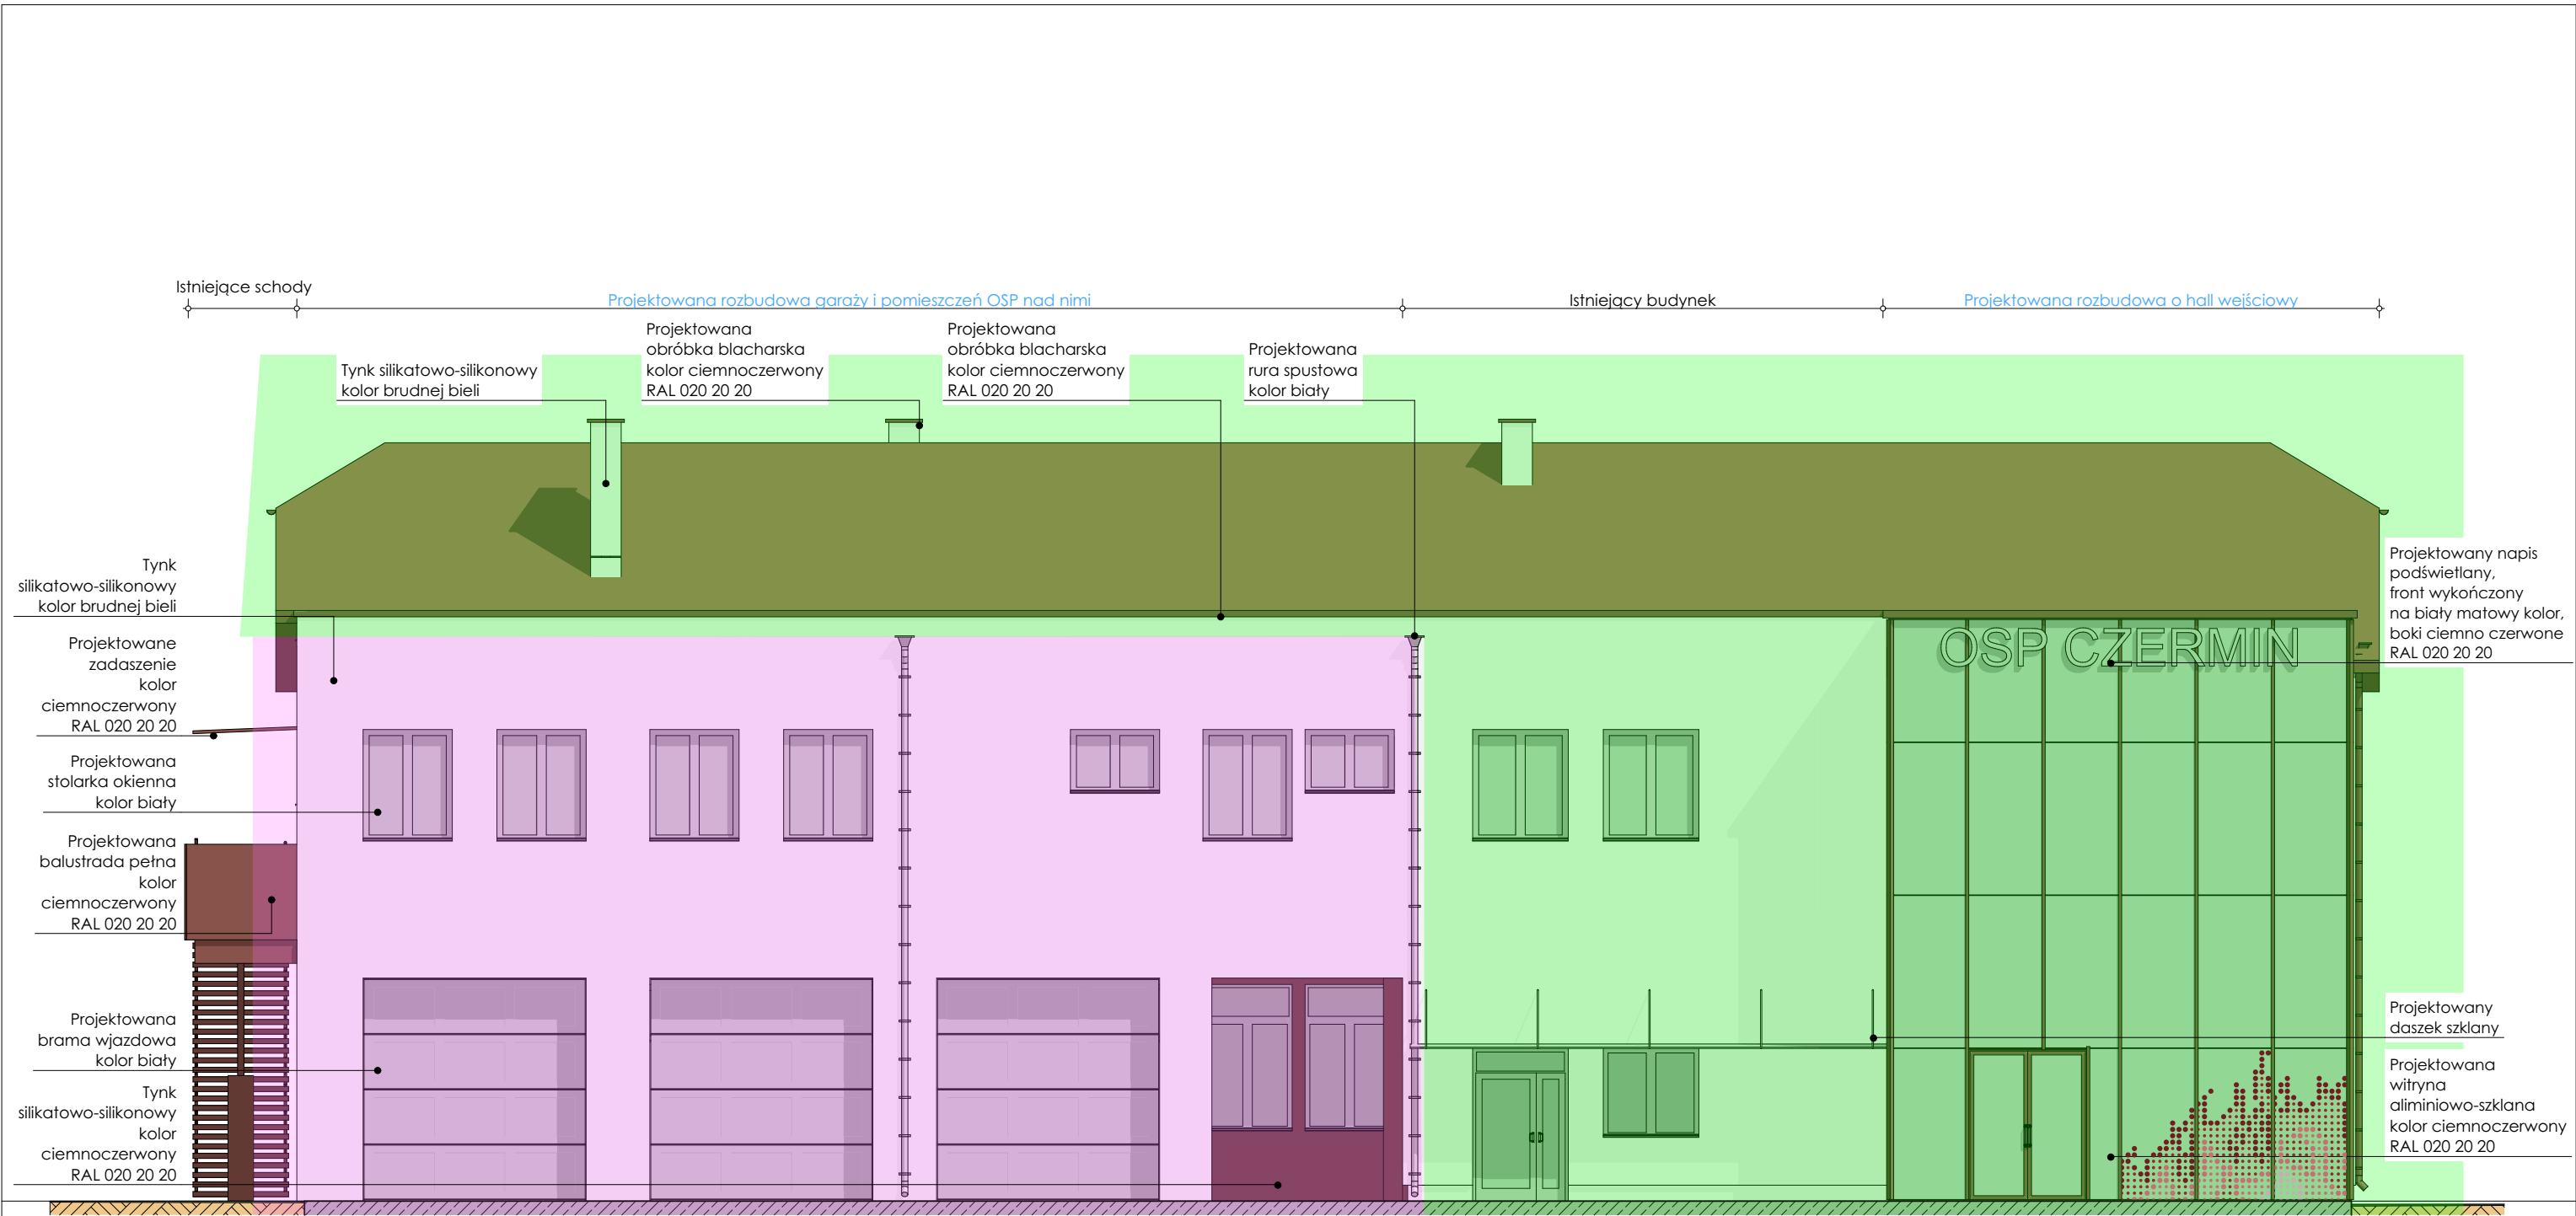 Istniejące schody
Projektowana rozbudowa garaży i pomieszczeń OSP nad nimi
Istniejący budynek
Projektowana rozbudowa o hall wejściowy
Tynk silikatowo-silikonowy
kolor brudnej bieli
Projektowana
obróbka blacharska
kolor ciemnoczerwony
RAL 020 20 20
Projektowana
obróbka blacharska
kolor ciemnoczerwony
RAL 020 20 20
Projektowana
rura spustowa
kolor biały
Tynk
silikatowo-silikonowy
kolor brudnej bieli
Projektowane
zadaszenie
kolor
ciemnoczerwony
RAL 020 20 20
Projektowana
stolarka okienna
kolor biały
Projektowana
balustrada pełna
kolor
ciemnoczerwony
RAL 020 20 20
Projektowana
brama wjazdowa
kolor biały
Tynk
silikatowo-silikonowy
kolor
ciemnoczerwony
RAL 020 20 20
OSP CZERMIN
Projektowany napis
podświetlany,
front wykończony
na biały matowy kolor,
boki ciemno czerwone
RAL 020 20 20
Projektowany
daszek szklany
Projektowana
witryna
aliminiowo-szklana
kolor ciemnoczerwony
RAL 020 20 20